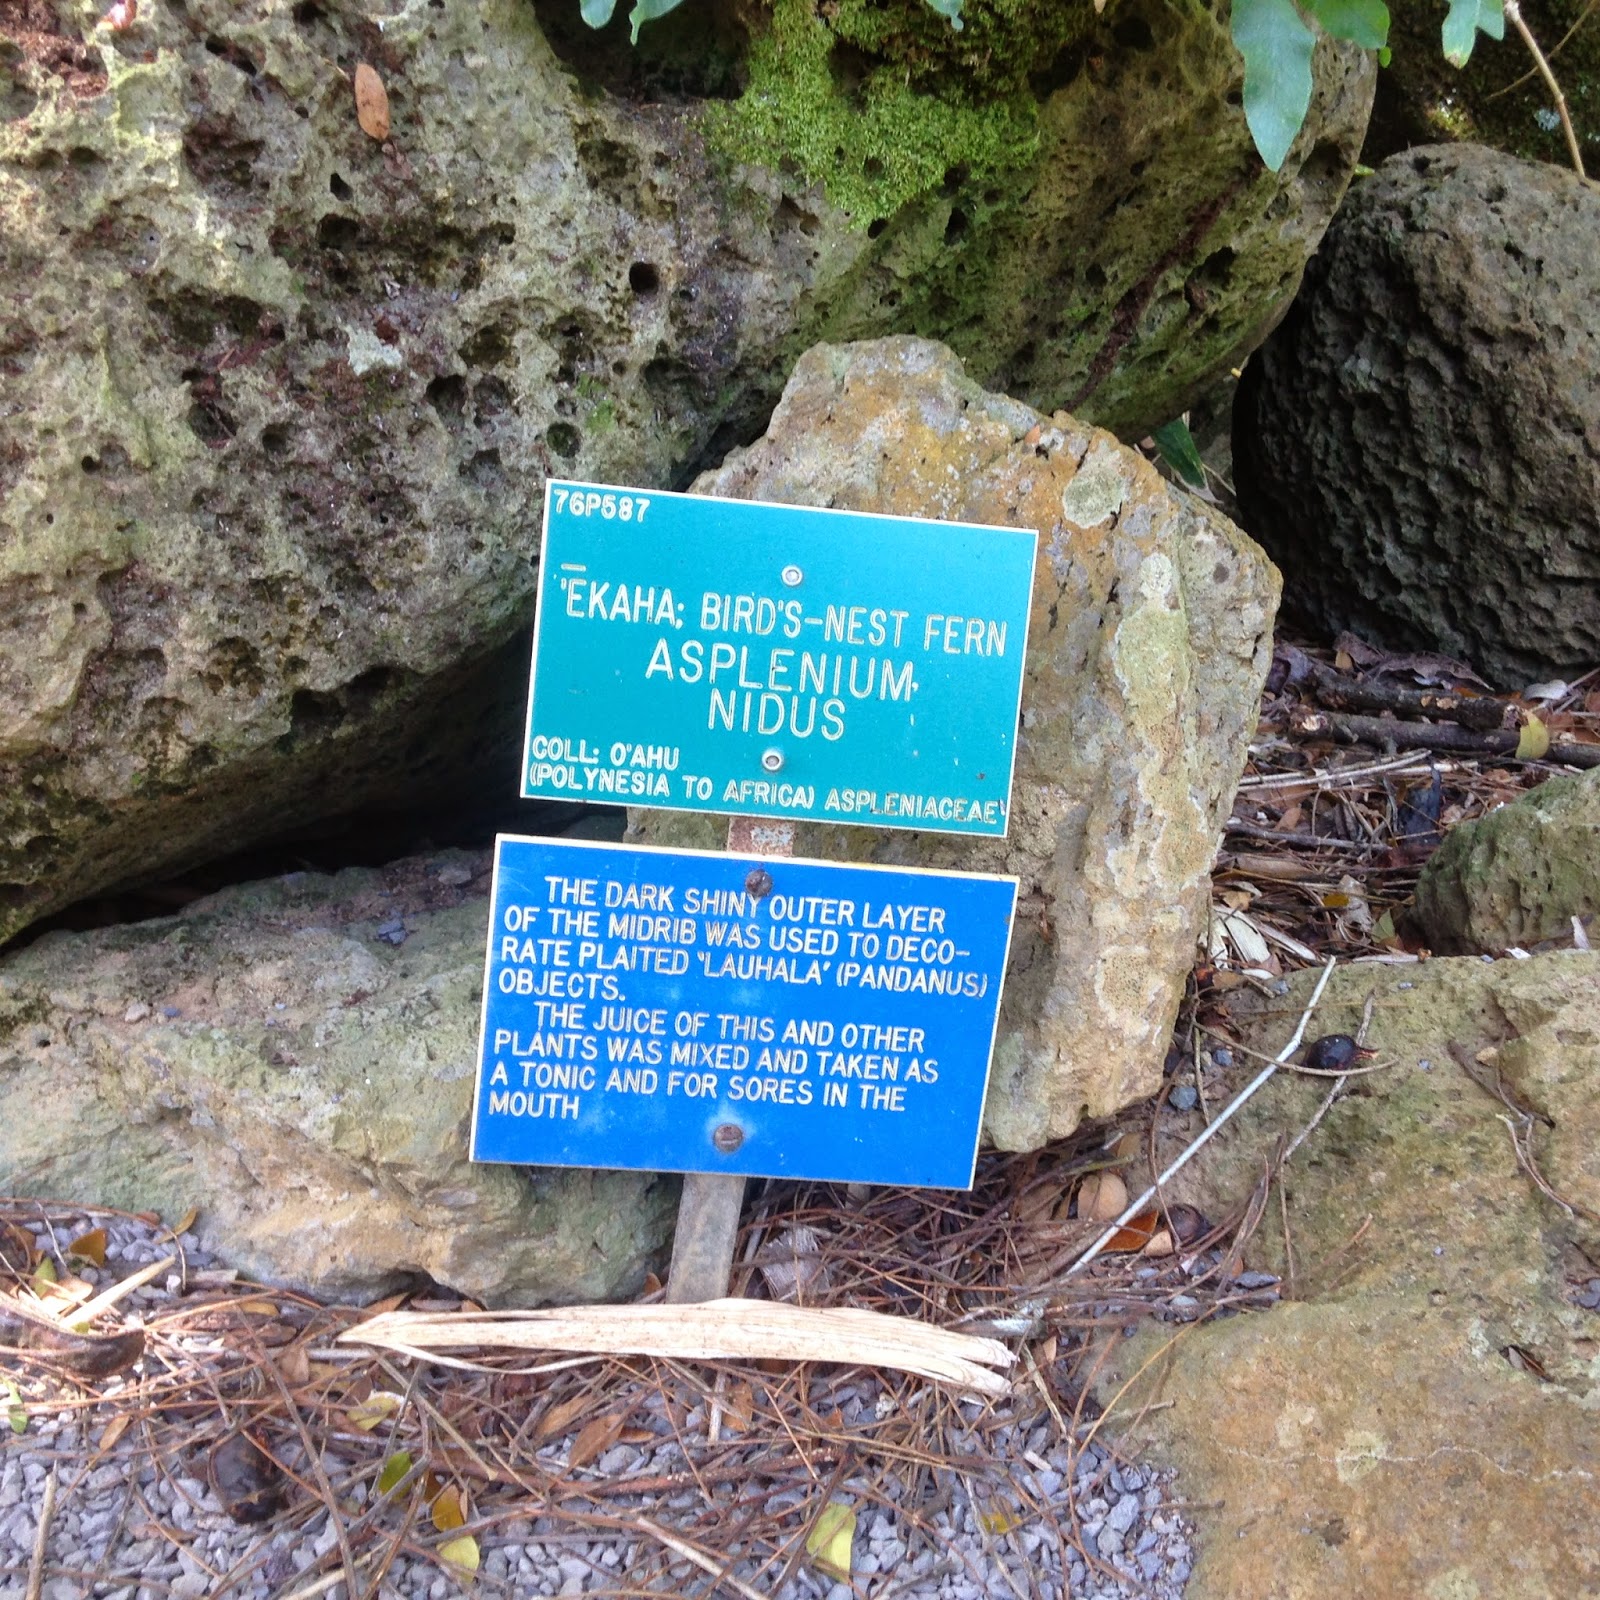 76P587
'ĒKAHA; BIRD'S-NEST FERN
ASPLENIUM
NIDUS
COLL: O'AHU
(POLYNESIA TO AFRICA) ASPLENIACEAE
THE DARK SHINY OUTER LAYER
OF THE MIDRIB WAS USED TO DECO-
RATE PLAITED 'LAUHALA' (PANDANUS)
OBJECTS.
THE JUICE OF THIS AND OTHER
PLANTS WAS MIXED AND TAKEN AS
A TONIC AND FOR SORES IN THE
MOUTH